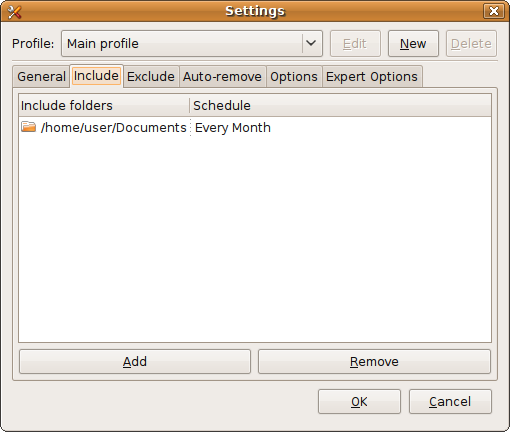 Settings
Profile: Main profile Edit New Delete
General Include Exclude Auto-remove Options Expert Options
Include folders Schedule
/home/user/Documents Every Month
Add Remove
OK Cancel